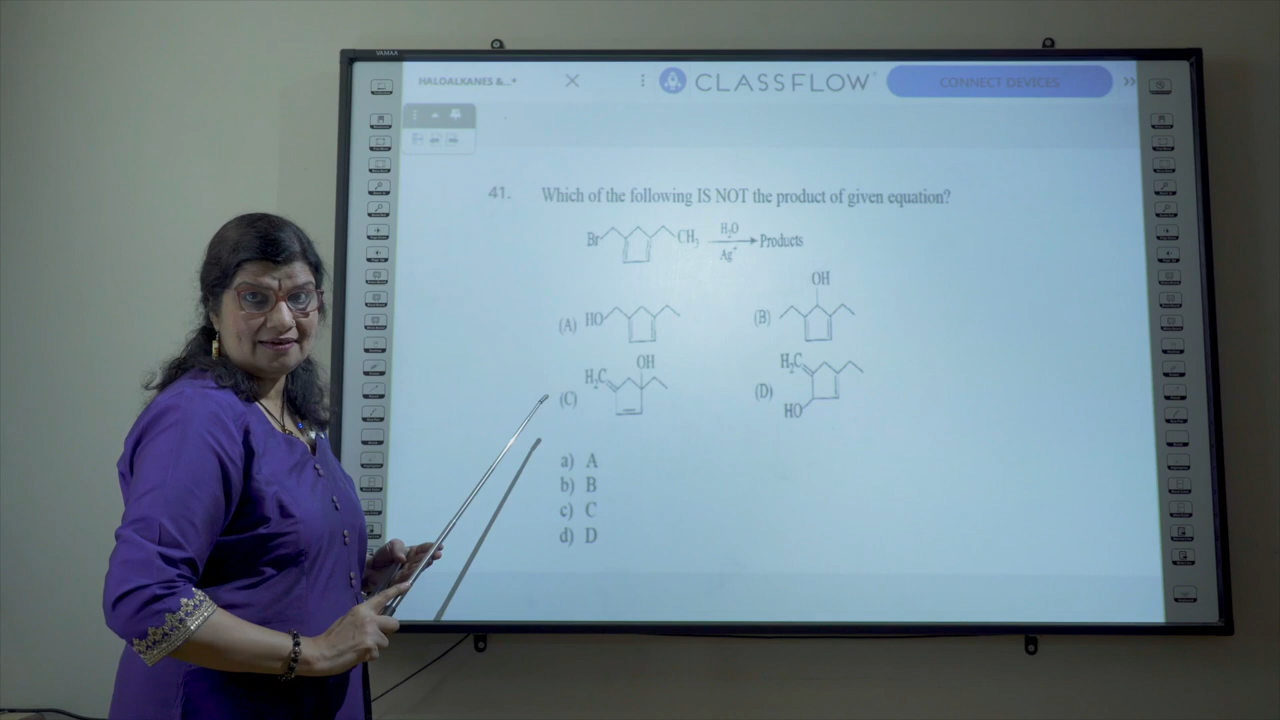 VAMAA
HALOALKANES &...*
CLASSFLOW
CONNECT DEVICES
41. Which of the following IS NOT the product of given equation?
Br CH₃ H₂O Ag⁺ Products
OH
(A) HO (B)
OH
(C) H₂C (D) H₂C
HO
a) A
b) B
c) C
d) D